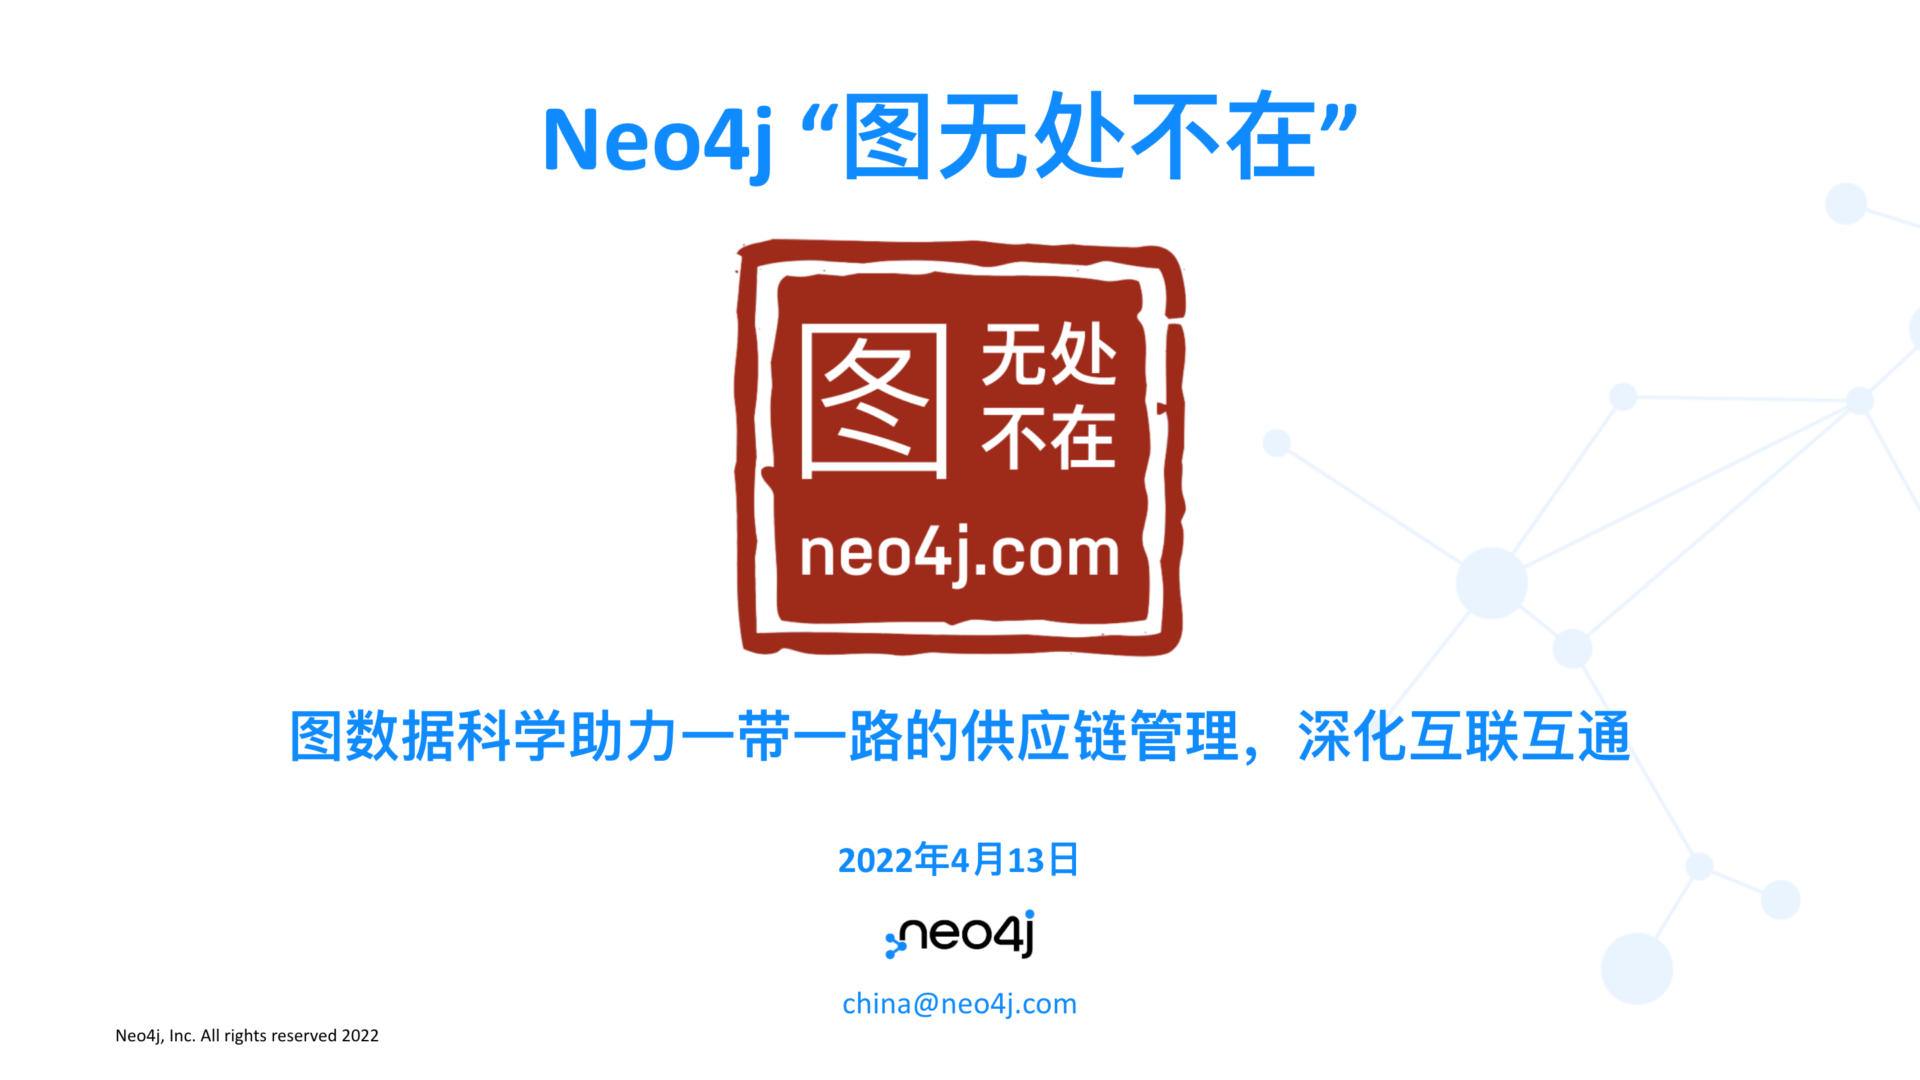 Neo4j “图无处不在”
图 无处
不在
neo4j.com
图数据科学助力一带一路的供应链管理，深化互联互通
2022年4月13日
neo4j
china@neo4j.com
Neo4j, Inc. All rights reserved 2022